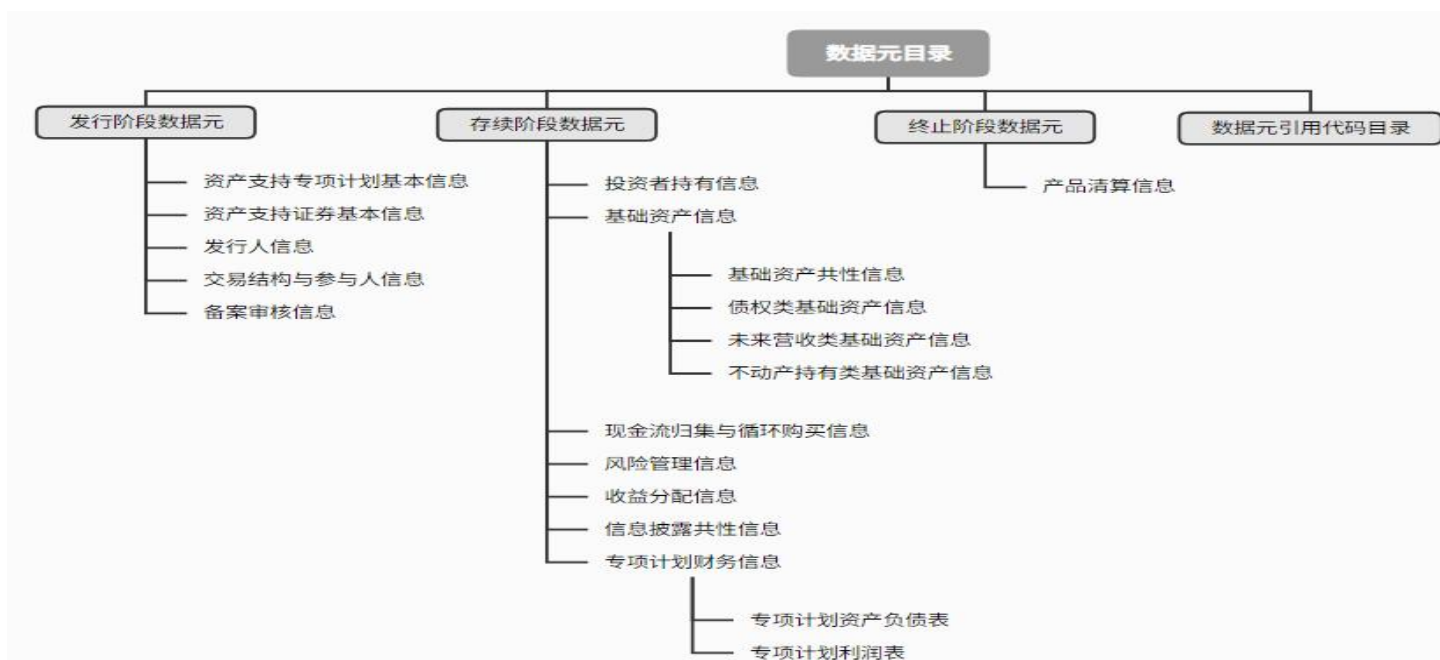 数据元目录
发行阶段数据元
存续阶段数据元
终止阶段数据元
数据元引用代码目录
资产支持专项计划基本信息
资产支持证券基本信息
发行人信息
交易结构与参与人信息
备案审核信息
投资者持有信息
基础资产信息
基础资产共性信息
债权类基础资产信息
未来营收类基础资产信息
不动产持有类基础资产信息
现金流归集与循环购买信息
风险管理信息
收益分配信息
信息披露共性信息
专项计划财务信息
专项计划资产负债表
专项计划利润表
产品清算信息